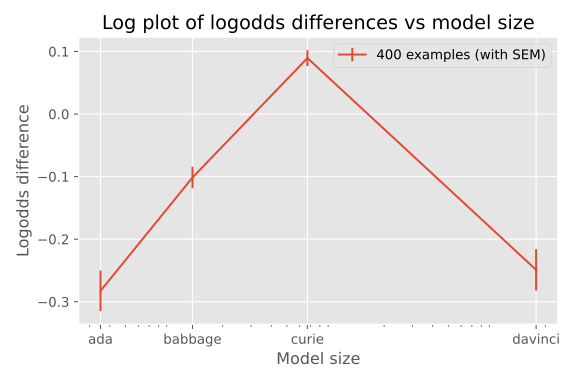 Log plot of logodds differences vs model size
400 examples (with SEM)
Logodds difference
0.1
0.0
−0.1
−0.2
−0.3
ada
babbage
curie
davinci
Model size